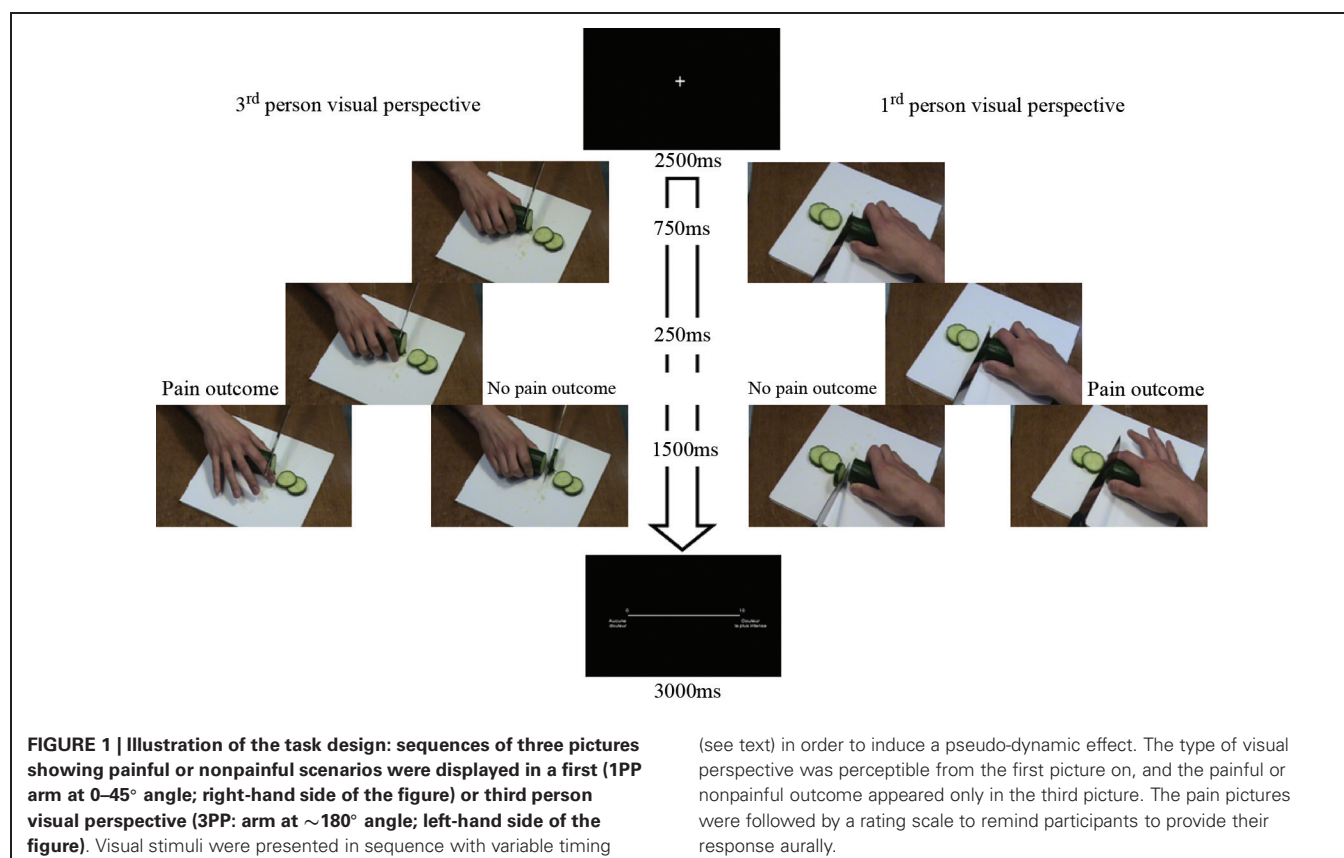 3rd person visual perspective
1rd person visual perspective
2500ms
750ms
250ms
Pain outcome
No pain outcome
No pain outcome
Pain outcome
1500ms
0
10
Aucune
douleur
Douleur
la plus intense
3000ms
FIGURE 1 | Illustration of the task design: sequences of three pictures
showing painful or nonpainful scenarios were displayed in a first (1PP
arm at 0–45° angle; right-hand side of the figure) or third person
visual perspective (3PP: arm at ∼180° angle; left-hand side of the
figure). Visual stimuli were presented in sequence with variable timing
(see text) in order to induce a pseudo-dynamic effect. The type of visual
perspective was perceptible from the first picture on, and the painful or
nonpainful outcome appeared only in the third picture. The pain pictures
were followed by a rating scale to remind participants to provide their
response aurally.